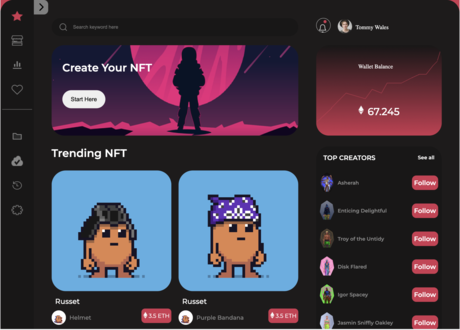 Search keyword here
Tommy Wales
Create Your NFT
Start Here
Wallet Balance
67.245
Trending NFT
Russet
Helmet
3.5 ETH
Russet
Purple Bandana
3.5 ETH
TOP CREATORS
See all
Asherah
Follow
Enticing Delightful
Follow
Troy of the Untidy
Follow
Disk Flared
Follow
Igor Spacey
Follow
Jasmin Sniffly Oakley
Follow